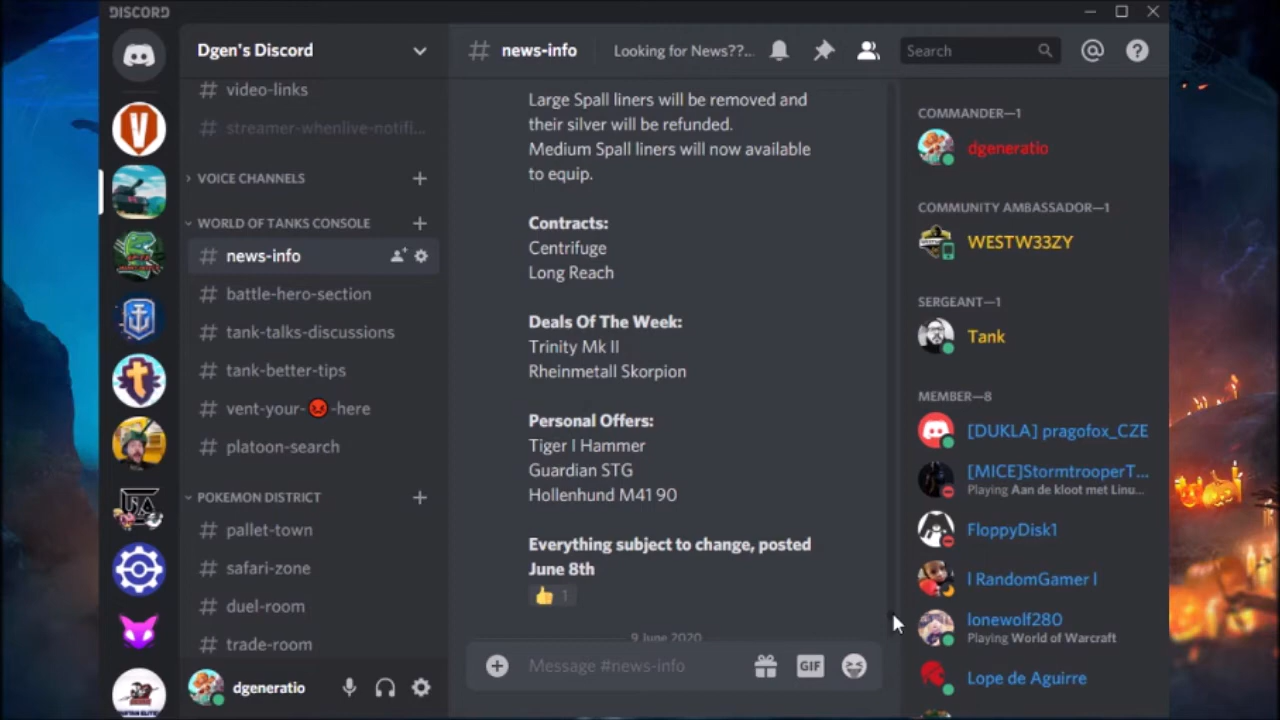 DISCORD
Dgen's Discord
# video-links
# streamer-whenlive-notifi...
VOICE CHANNELS
WORLD OF TANKS CONSOLE
# news-info
# battle-hero-section
# tank-talks-discussions
# tank-better-tips
# vent-your-😡-here
# platoon-search
POKEMON DISTRICT
# pallet-town
# safari-zone
# duel-room
# trade-room
dgeneratio
# news-info
Looking for News??...
Search
Large Spall liners will be removed and
their silver will be refunded.
Medium Spall liners will now available
to equip.
Contracts:
Centrifuge
Long Reach
Deals Of The Week:
Trinity Mk II
Rheinmetall Skorpion
Personal Offers:
Tiger I Hammer
Guardian STG
Hollenhund M41 90
Everything subject to change, posted
June 8th
👍 1
9 June 2020
Message #news-info
GIF
COMMANDER—1
dgeneratio
COMMUNITY AMBASSADOR—1
WESTW33ZY
SERGEANT—1
Tank
MEMBER—8
[DUKLA] pragofox_CZE
[MICE]StormtrooperT...
Playing Aan de kloot met Linu...
FloppyDisk1
l RandomGamer l
lonewolf280
Playing World of Warcraft
Lope de Aguirre